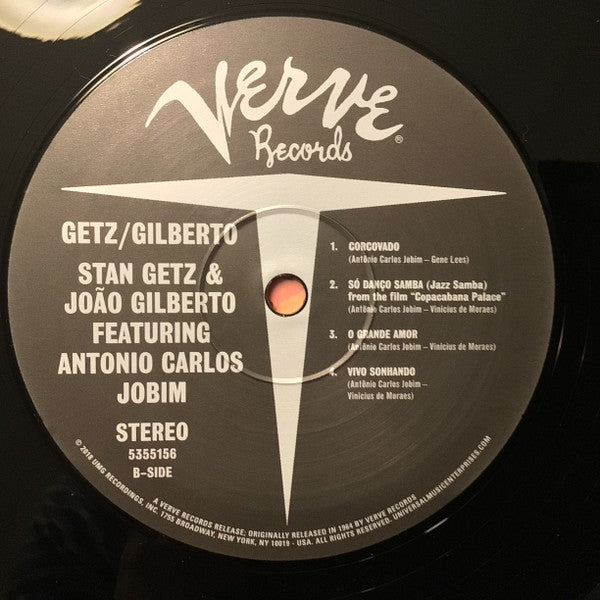 Verve®
Records
GETZ/GILBERTO
STAN GETZ &
JOÃO GILBERTO
FEATURING
ANTONIO CARLOS
JOBIM
STEREO
5355156
B-SIDE
1. CORCOVADO
(Antônio Carlos Jobim – Gene Lees)
2. SÓ DANÇO SAMBA (Jazz Samba)
from the film "Copacabana Palace"
(Antônio Carlos Jobim – Vinícius de Moraes)
3. O GRANDE AMOR
(Antônio Carlos Jobim – Vinícius de Moraes)
4. VIVO SONHANDO
(Antônio Carlos Jobim –
Vinícius de Moraes)
A VERVE RECORDS RELEASE; ORIGINALLY RELEASED IN 1964 BY VERVE RECORDS
© 2018 UMG RECORDINGS, INC. 1755 BROADWAY, NEW YORK, NY 10019 - USA. ALL RIGHTS RESERVED. UNIVERSALMUSICENTERPRISES.COM